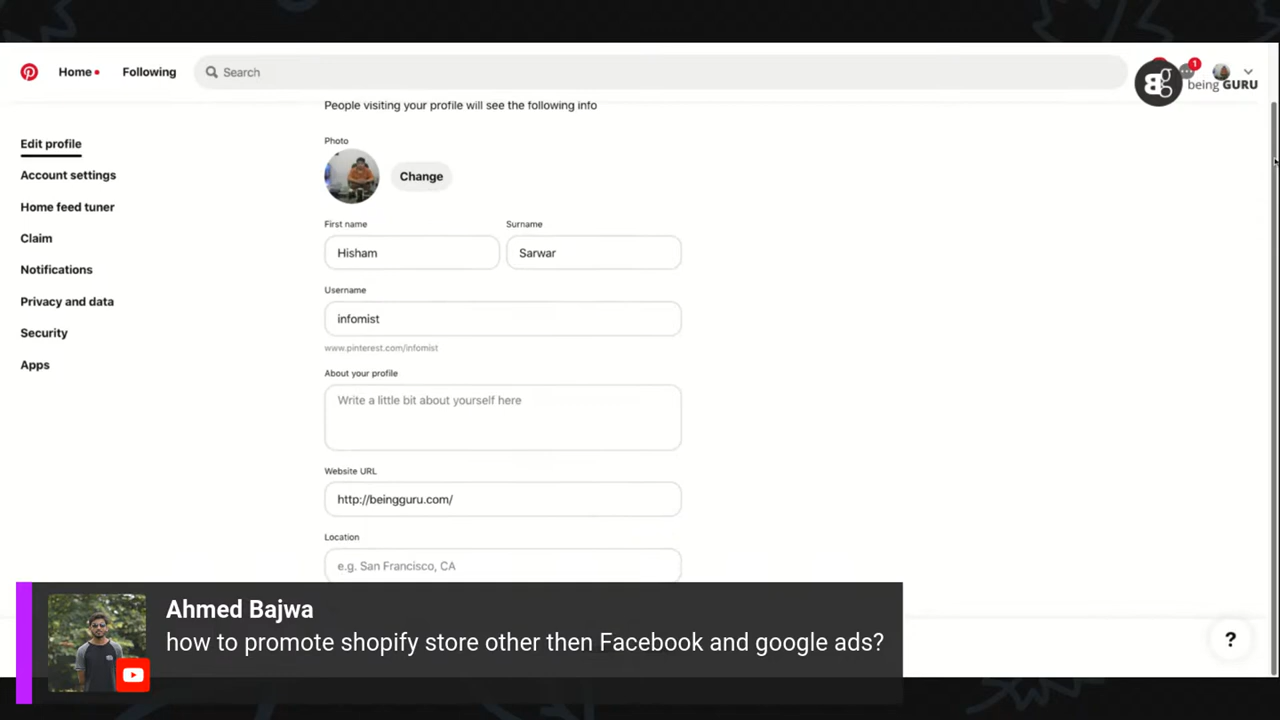 Home
Following
Search
1
being GURU
People visiting your profile will see the following info
Edit profile
Account settings
Home feed tuner
Claim
Notifications
Privacy and data
Security
Apps
Photo
Change
First name
Surname
Hisham
Sarwar
Username
infomist
www.pinterest.com/infomist
About your profile
Write a little bit about yourself here
Website URL
http://beingguru.com/
Location
e.g. San Francisco, CA
?
Ahmed Bajwa
how to promote shopify store other then Facebook and google ads?